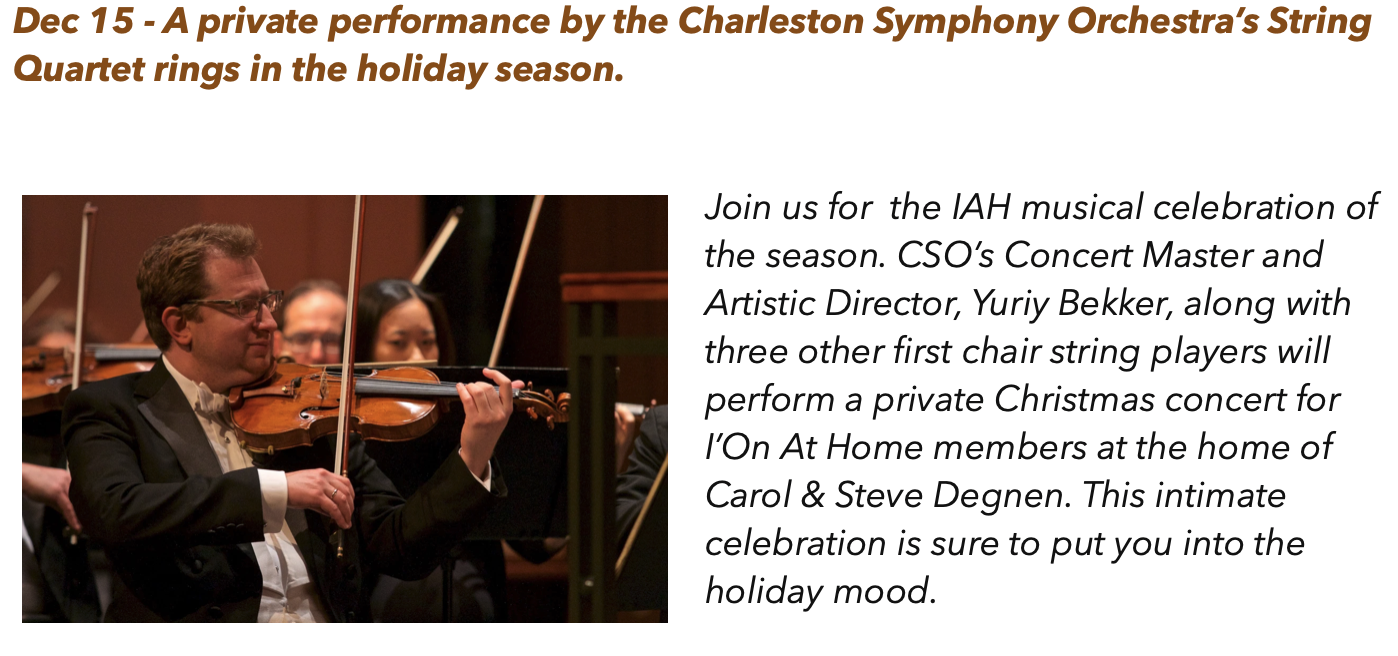 Dec 15 - A private performance by the Charleston Symphony Orchestra’s String
Quartet rings in the holiday season.
Join us for  the IAH musical celebration of
the season. CSO’s Concert Master and
Artistic Director, Yuriy Bekker, along with
three other first chair string players will
perform a private Christmas concert for
I’On At Home members at the home of
Carol & Steve Degnen. This intimate
celebration is sure to put you into the
holiday mood.